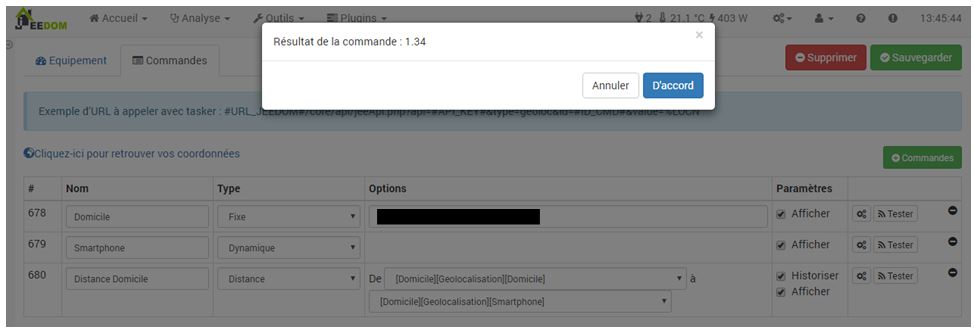 JEEDOM
Accueil
Analyse
Outils
Plugins
2 21.1 °C 403 W
13:45:44
Résultat de la commande : 1.34
×
Annuler
D'accord
Equipement
Commandes
Supprimer
Sauvegarder
Exemple d'URL à appeler avec tasker : #URL_JEEDOM#/core/api/jeeApi.php?api=#API_KEY#&type=geoloc&id=#ID_CMD#&value=%LOCN
Cliquez-ici pour retrouver vos coordonnées
Commandes
# Nom Type Options Paramètres
678 Domicile Fixe Afficher Tester
679 Smartphone Dynamique Afficher Tester
680 Distance Domicile Distance De [Domicile][Geolocalisation][Domicile] à Historiser Tester
[Domicile][Geolocalisation][Smartphone] Afficher